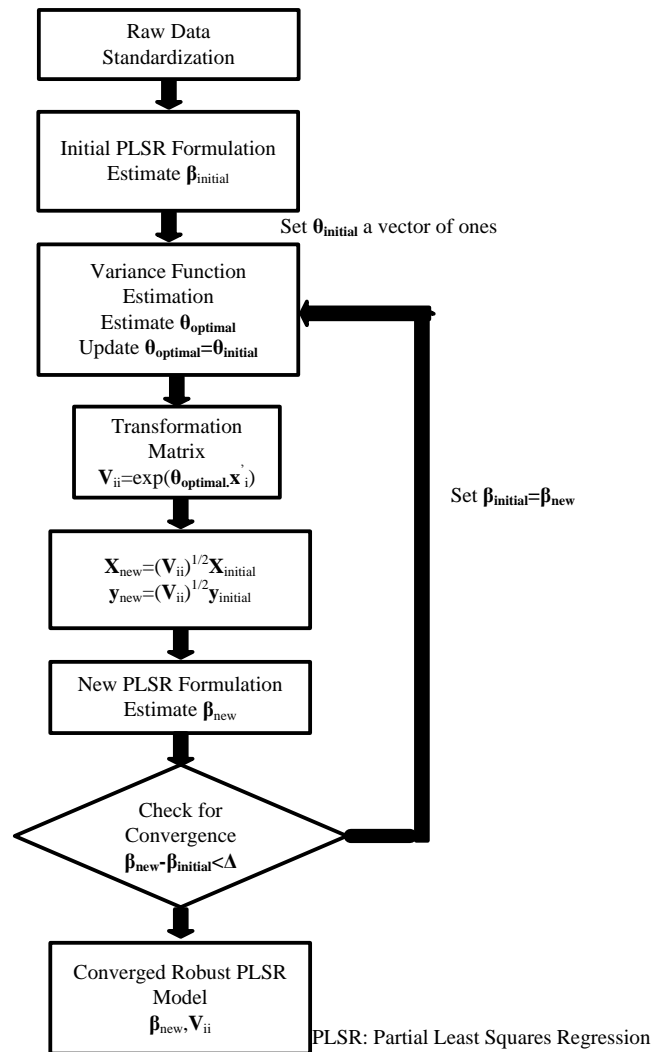 Raw Data
Standardization
Initial PLSR Formulation
Estimate βinitial
Set θinitial a vector of ones
Variance Function
Estimation
Estimate θoptimal
Update θoptimal=θinitial
Transformation
Matrix
Vii=exp(θoptimal.x'i)
Set βinitial=βnew
Xnew=(Vii)1/2Xinitial
ynew=(Vii)1/2yinitial
New PLSR Formulation
Estimate βnew
Check for
Convergence
βnew-βinitial<Δ
Converged Robust PLSR
Model
βnew,Vii
PLSR: Partial Least Squares Regression